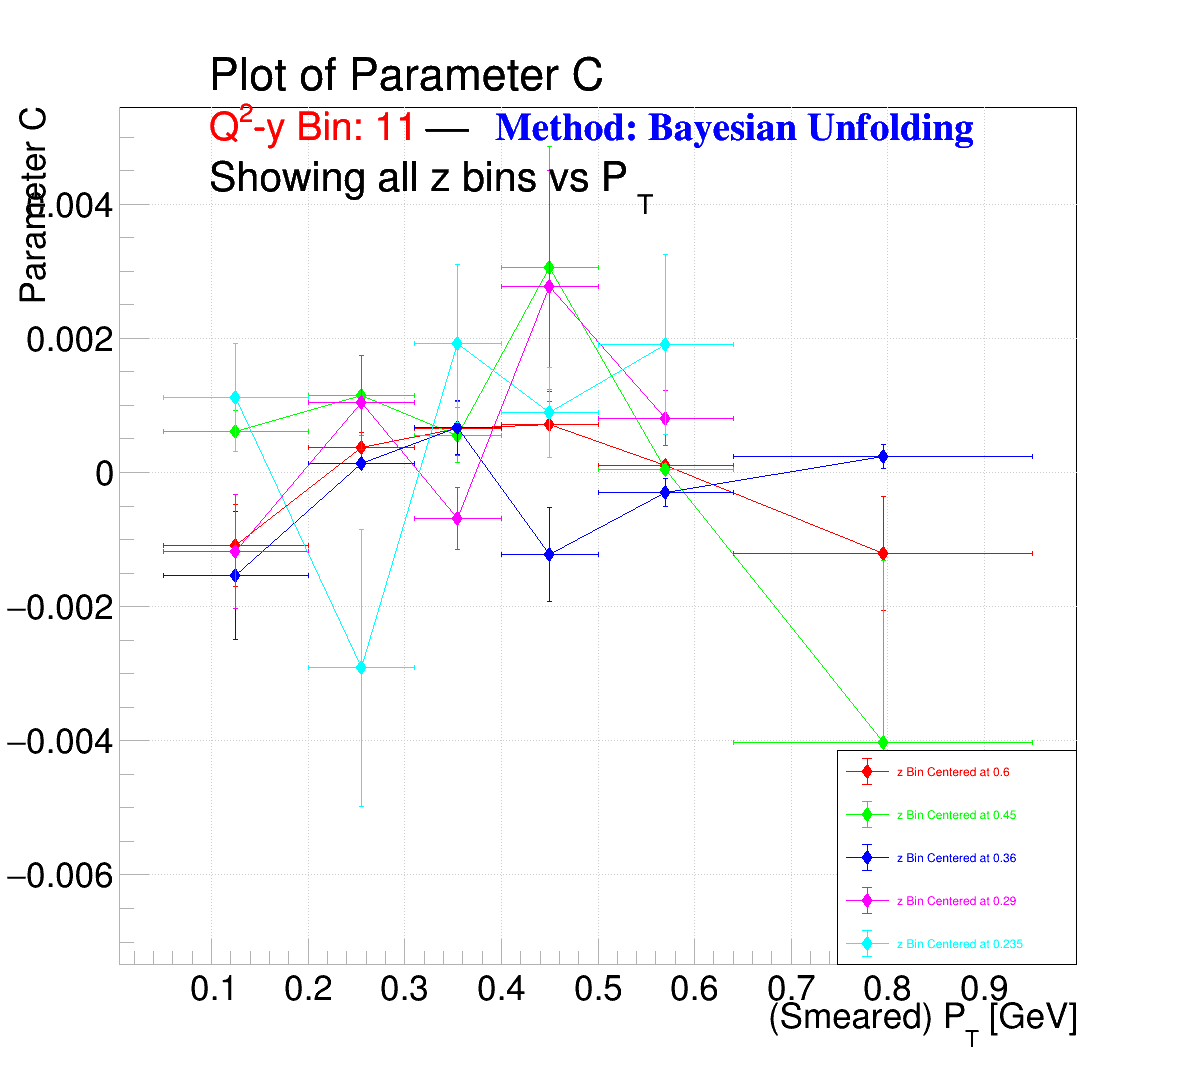 Plot of Parameter C
Q²-y Bin: 11 — Method: Bayesian Unfolding
Showing all z bins vs P_T
Parameter C
0.004
0.002
0
−0.002
−0.004
−0.006
z Bin Centered at 0.6
z Bin Centered at 0.45
z Bin Centered at 0.36
z Bin Centered at 0.29
z Bin Centered at 0.235
0.1 0.2 0.3 0.4 0.5 0.6 0.7 0.8 0.9
(Smeared) P_T [GeV]